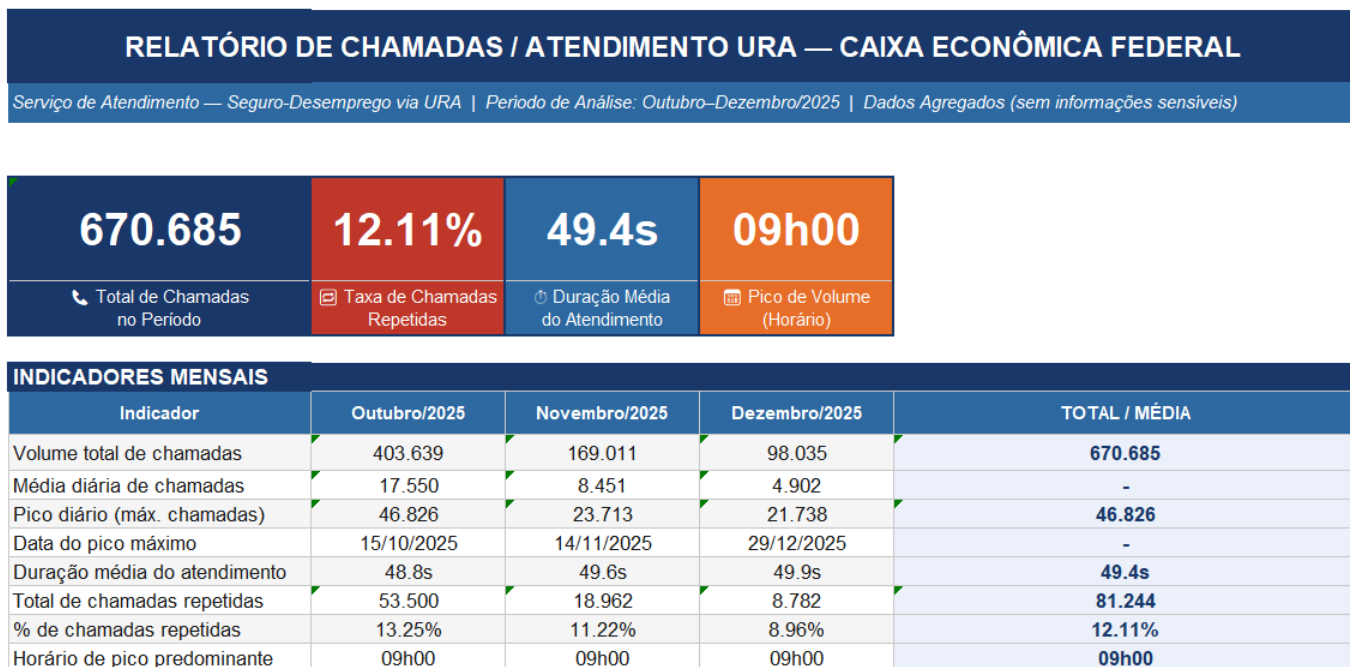 RELATÓRIO DE CHAMADAS / ATENDIMENTO URA — CAIXA ECONÔMICA FEDERAL
Serviço de Atendimento — Seguro-Desemprego via URA | Período de Análise: Outubro–Dezembro/2025 | Dados Agregados (sem informações sensíveis)
670.685 12.11% 49.4s 09h00
Total de Chamadas Taxa de Chamadas Duração Média Pico de Volume
no Período Repetidas do Atendimento (Horário)
INDICADORES MENSAIS
Indicador Outubro/2025 Novembro/2025 Dezembro/2025 TOTAL / MÉDIA
Volume total de chamadas 403.639 169.011 98.035 670.685
Média diária de chamadas 17.550 8.451 4.902 -
Pico diário (máx. chamadas) 46.826 23.713 21.738 46.826
Data do pico máximo 15/10/2025 14/11/2025 29/12/2025 -
Duração média do atendimento 48.8s 49.6s 49.9s 49.4s
Total de chamadas repetidas 53.500 18.962 8.782 81.244
% de chamadas repetidas 13.25% 11.22% 8.96% 12.11%
Horário de pico predominante 09h00 09h00 09h00 09h00